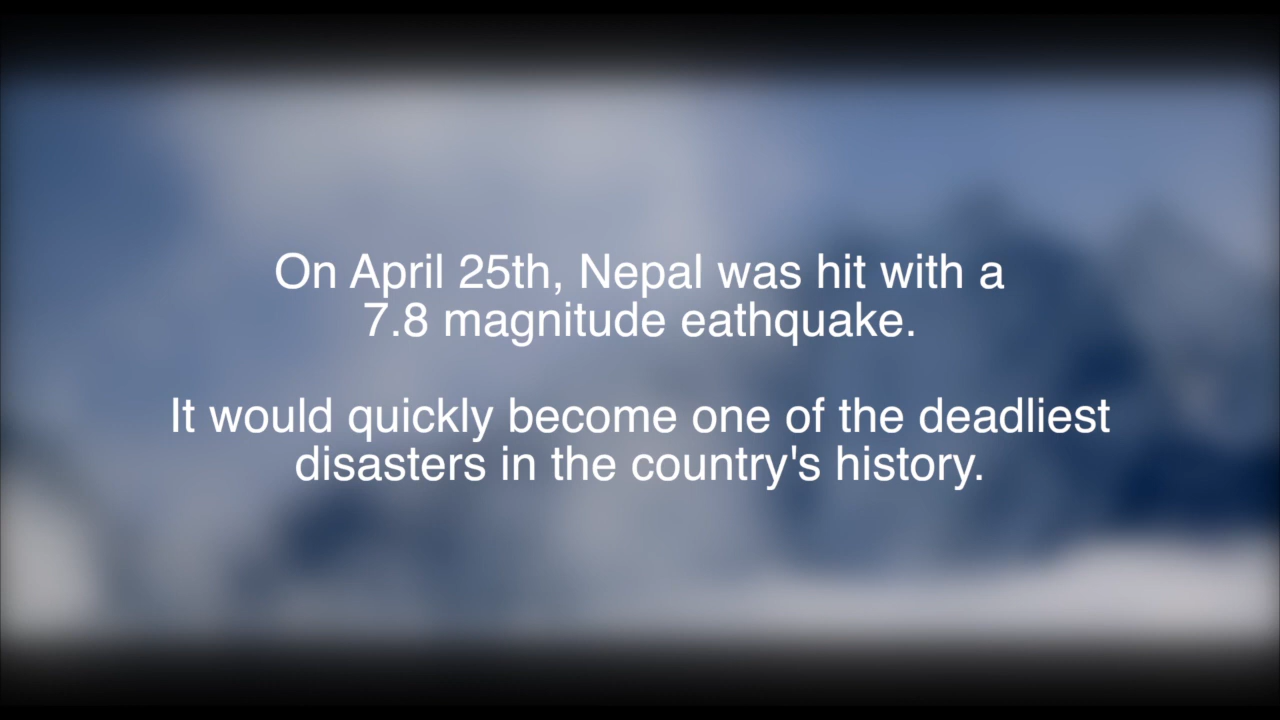 On April 25th, Nepal was hit with a
7.8 magnitude eathquake.
It would quickly become one of the deadliest
disasters in the country's history.